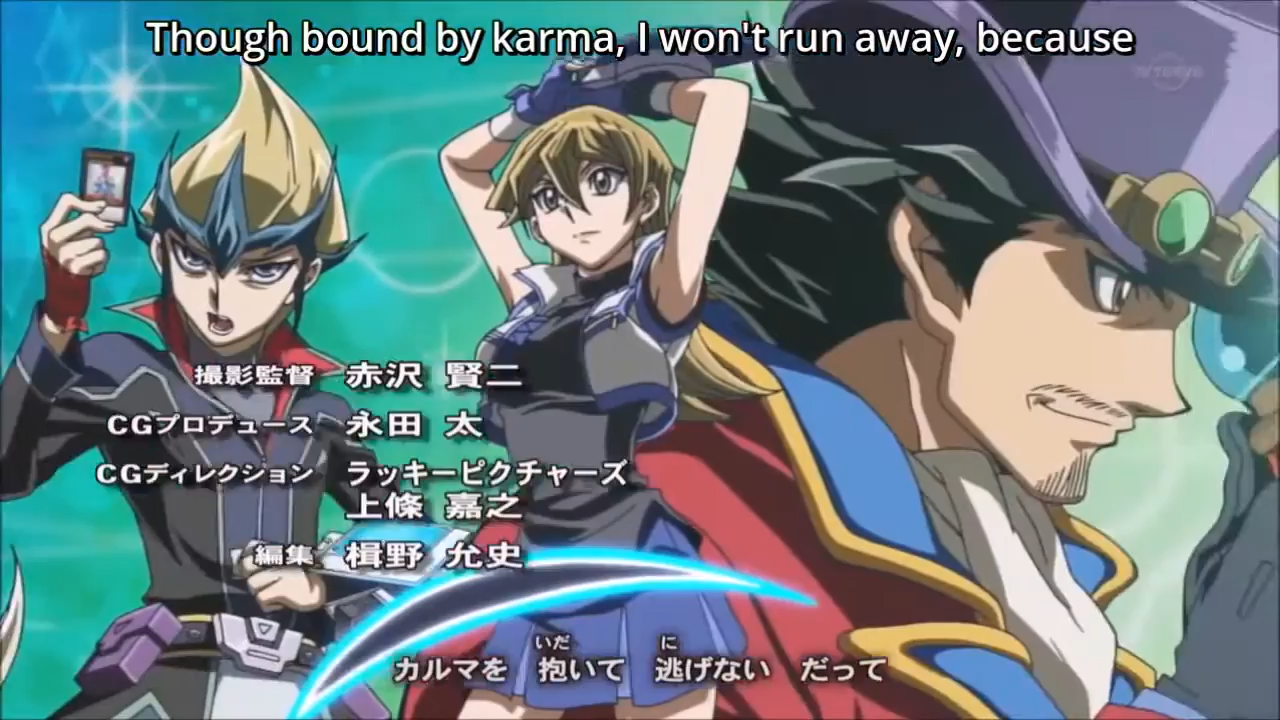 Though bound by karma, I won't run away, because
TV TOKYO
撮影監督 赤沢 賢二
CGプロデュース 永田 太
CGディレクション ラッキーピクチャーズ
上條 嘉之
編集 楫野 允史
いだ に
カルマを 抱いて 逃げない だって